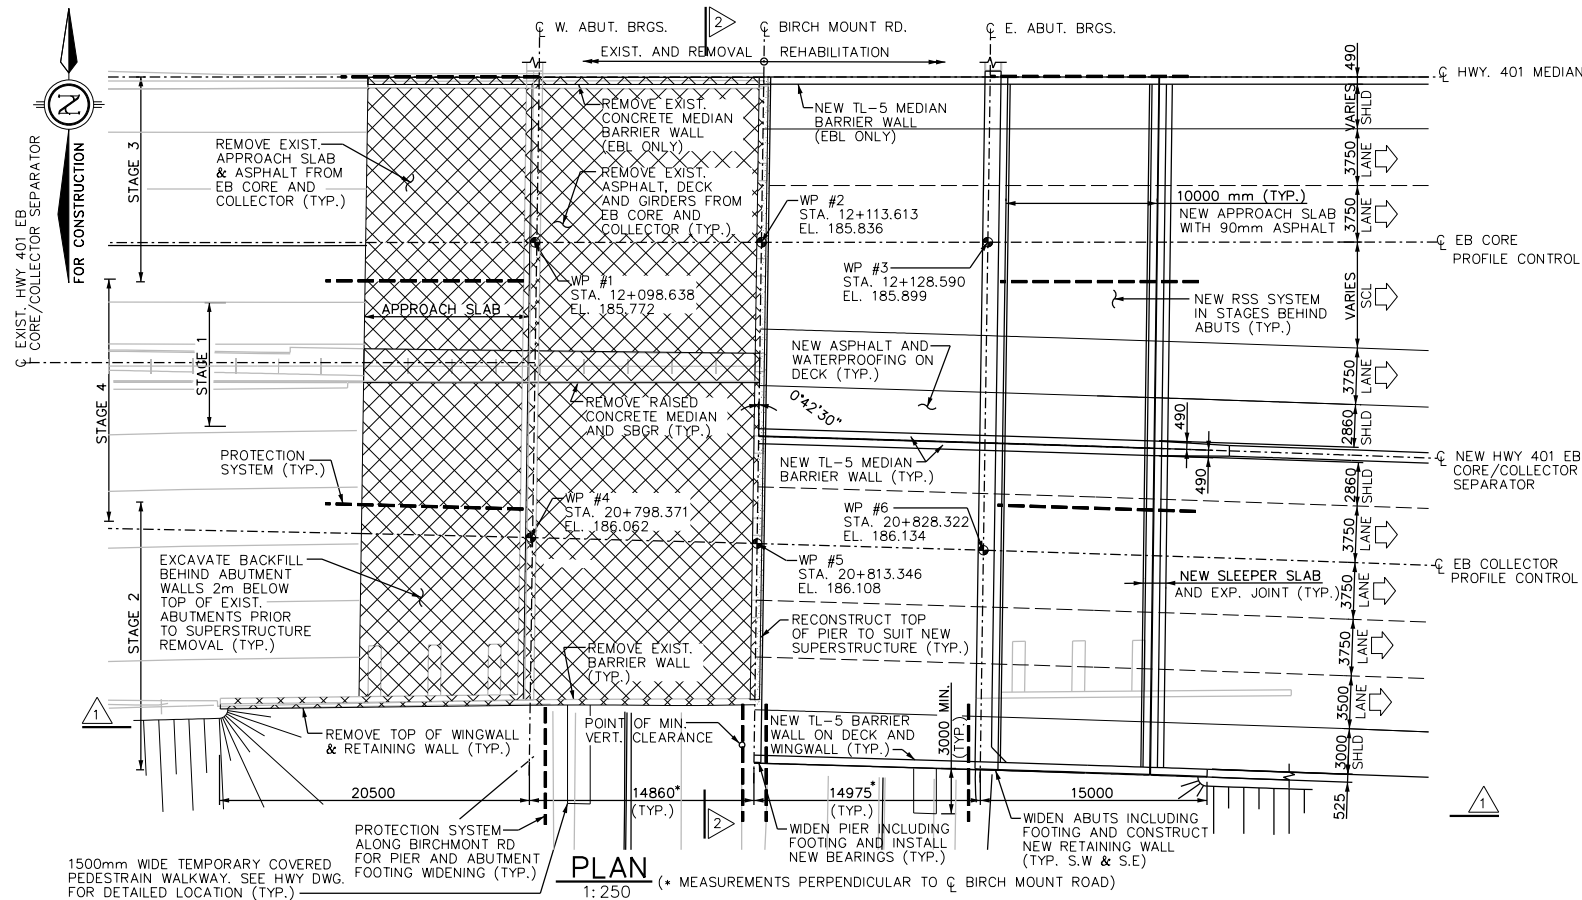 ℄ W. ABUT. BRGS.
2
℄ BIRCH MOUNT RD.
℄ E. ABUT. BRGS.
EXIST. AND REMOVAL
REHABILITATION
490
℄ HWY. 401 MEDIAN
N
FOR CONSTRUCTION
℄ EXIST. HWY 401 EB
CORE/COLLECTOR SEPARATOR
STAGE 3
REMOVE EXIST.
APPROACH SLAB
& ASPHALT FROM
EB CORE AND
COLLECTOR (TYP.)
REMOVE EXIST.
CONCRETE MEDIAN
BARRIER WALL
(EBL ONLY)
REMOVE EXIST.
ASPHALT, DECK
AND GIRDERS FROM
EB CORE AND
COLLECTOR (TYP.)
NEW TL-5 MEDIAN
BARRIER WALL
(EBL ONLY)
VARIES
SHLD
3750
LANE
3750
LANE
WP #2
STA. 12+113.613
EL. 185.836
10000 mm (TYP.)
NEW APPROACH SLAB
WITH 90mm ASPHALT
℄ EB CORE
PROFILE CONTROL
WP #1
STA. 12+098.638
EL. 185.772
WP #3
STA. 12+128.590
EL. 185.899
APPROACH SLAB
NEW RSS SYSTEM
IN STAGES BEHIND
ABUTS (TYP.)
VARIES
SCL
STAGE 1
STAGE 4
NEW ASPHALT AND
WATERPROOFING ON
DECK (TYP.)
3750
LANE
REMOVE RAISED
CONCRETE MEDIAN
AND SBGR (TYP.)
0°42'30"
490
2860
SHLD
PROTECTION
SYSTEM (TYP.)
NEW TL-5 MEDIAN
BARRIER WALL (TYP.)
490
℄ NEW HWY 401 EB
CORE/COLLECTOR
SEPARATOR
2860
SHLD
WP #4
STA. 20+798.371
EL. 186.062
WP #6
STA. 20+828.322
EL. 186.134
3750
LANE
EXCAVATE BACKFILL
BEHIND ABUTMENT
WALLS 2m BELOW
TOP OF EXIST.
ABUTMENTS PRIOR
TO SUPERSTRUCTURE
REMOVAL (TYP.)
WP #5
STA. 20+813.346
EL. 186.108
℄ EB COLLECTOR
PROFILE CONTROL
NEW SLEEPER SLAB
AND EXP. JOINT (TYP.)
3750
LANE
STAGE 2
RECONSTRUCT TOP
OF PIER TO SUIT NEW
SUPERSTRUCTURE (TYP.)
REMOVE EXIST.
BARRIER WALL
(TYP.)
3750
LANE
3500
LANE
1
REMOVE TOP OF WINGWALL
& RETAINING WALL (TYP.)
POINT OF MIN.
VERT. CLEARANCE
NEW TL-5 BARRIER
WALL ON DECK AND
WINGWALL (TYP.)
3000 MIN.
(TYP.)
3000
SHLD
20500
14860*
(TYP.)
14975*
(TYP.)
15000
525
1
2
PROTECTION SYSTEM
ALONG BIRCHMONT RD
FOR PIER AND ABUTMENT
FOOTING WIDENING (TYP.)
WIDEN PIER INCLUDING
FOOTING AND INSTALL
NEW BEARINGS (TYP.)
WIDEN ABUTS INCLUDING
FOOTING AND CONSTRUCT
NEW RETAINING WALL
(TYP. S.W & S.E)
1500mm WIDE TEMPORARY COVERED
PEDESTRAIN WALKWAY. SEE HWY DWG.
FOR DETAILED LOCATION (TYP.)
PLAN
1:250
(* MEASUREMENTS PERPENDICULAR TO ℄ BIRCH MOUNT ROAD)